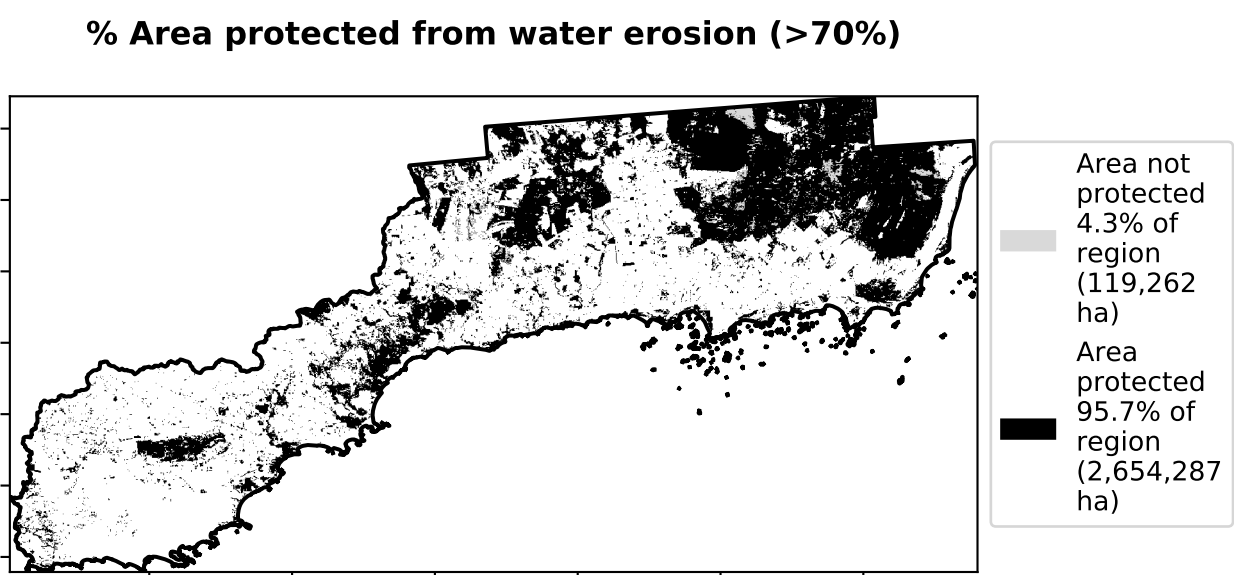 % Area protected from water erosion (>70%)
Area not
protected
4.3% of
region
(119,262
ha)
Area
protected
95.7% of
region
(2,654,287
ha)